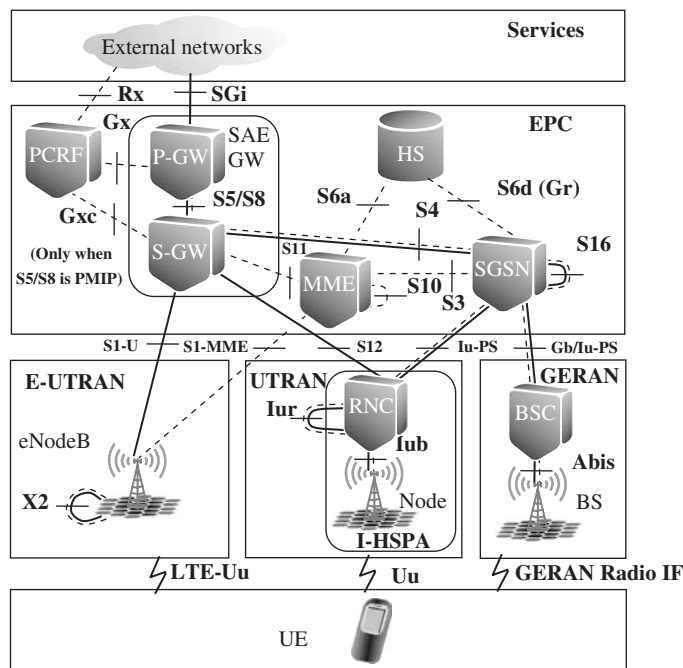 Services
External networks
Rx
SGi
Gx
EPC
SAE
GW
PCRF
P-GW
HS
S6a
S6d (Gr)
S5/S8
S4
Gxc
(Only when
S5/S8 is PMIP)
S-GW
S11
MME
S10
S3
SGSN
S16
S1-U
S1-MME
S12
Iu-PS
Gb/Iu-PS
E-UTRAN
UTRAN
GERAN
RNC
BSC
Iur
Iub
eNodeB
Abis
X2
Node
BS
I-HSPA
LTE-Uu
Uu
GERAN Radio IF
UE